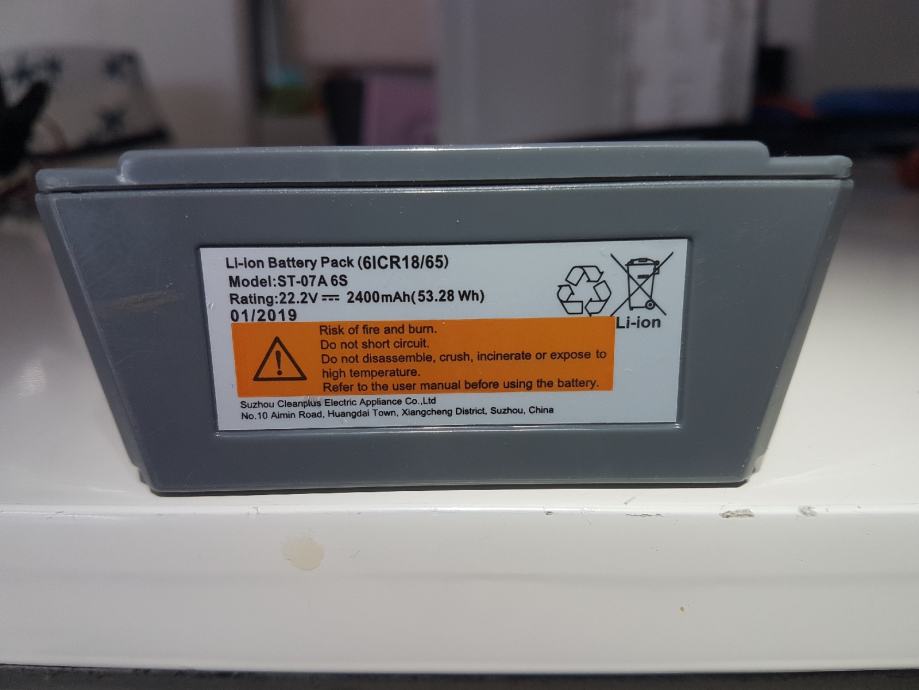 Li-ion Battery Pack (6ICR18/65)
Model:ST-07A 6S
Rating:22.2V⎓ 2400mAh(53.28 Wh)
01/2019
Li-ion
Risk of fire and burn.
Do not short circuit.
Do not disassemble, crush, incinerate or expose to
high temperature.
Refer to the user manual before using the battery.
Suzhou Cleanplus Electric Appliance Co.,Ltd
No.10 Aimin Road, Huangdai Town, Xiangcheng District, Suzhou, China